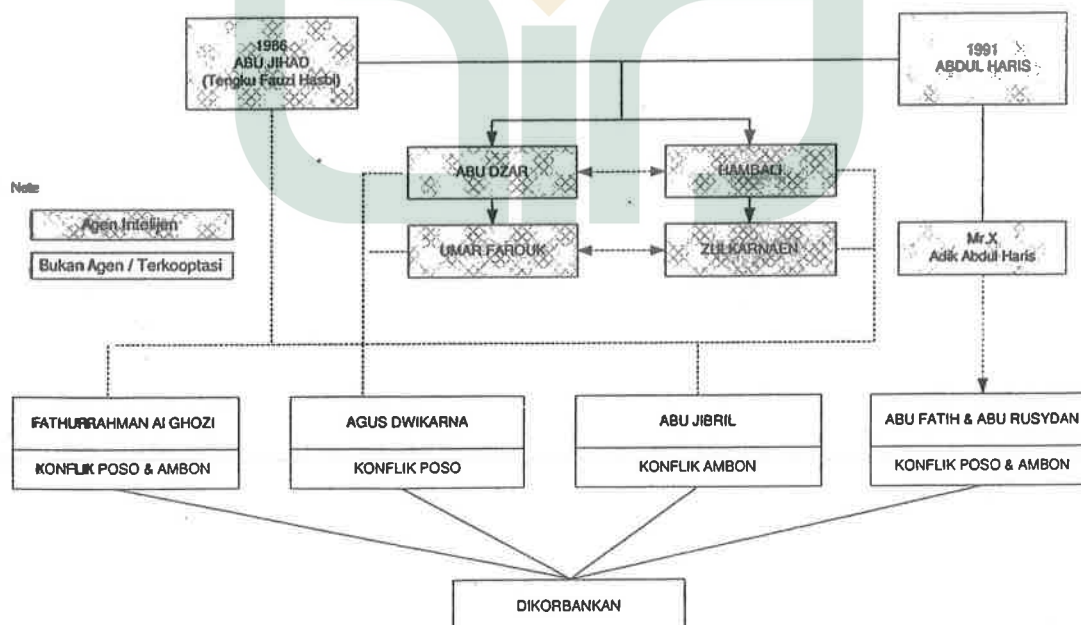 1986
ABU JIHAD
(Tengku Fauzi Hasbi)
1991
ABDUL HARIS
ABU DZAR
HAMBALI
Note
Agen Intelijen
Bukan Agen / Terkooptasi
UMAR FAROUK
ZULKARNAEN
Mr.X
Adik Abdul Haris
FATHURRAHMAN Al GHOZI
KONFLIK POSO & AMBON
AGUS DWIKARNA
KONFLIK POSO
ABU JIBRIL
KONFLIK AMBON
ABU FATIH & ABU RUSYDAN
KONFLIK POSO & AMBON
DIKORBANKAN